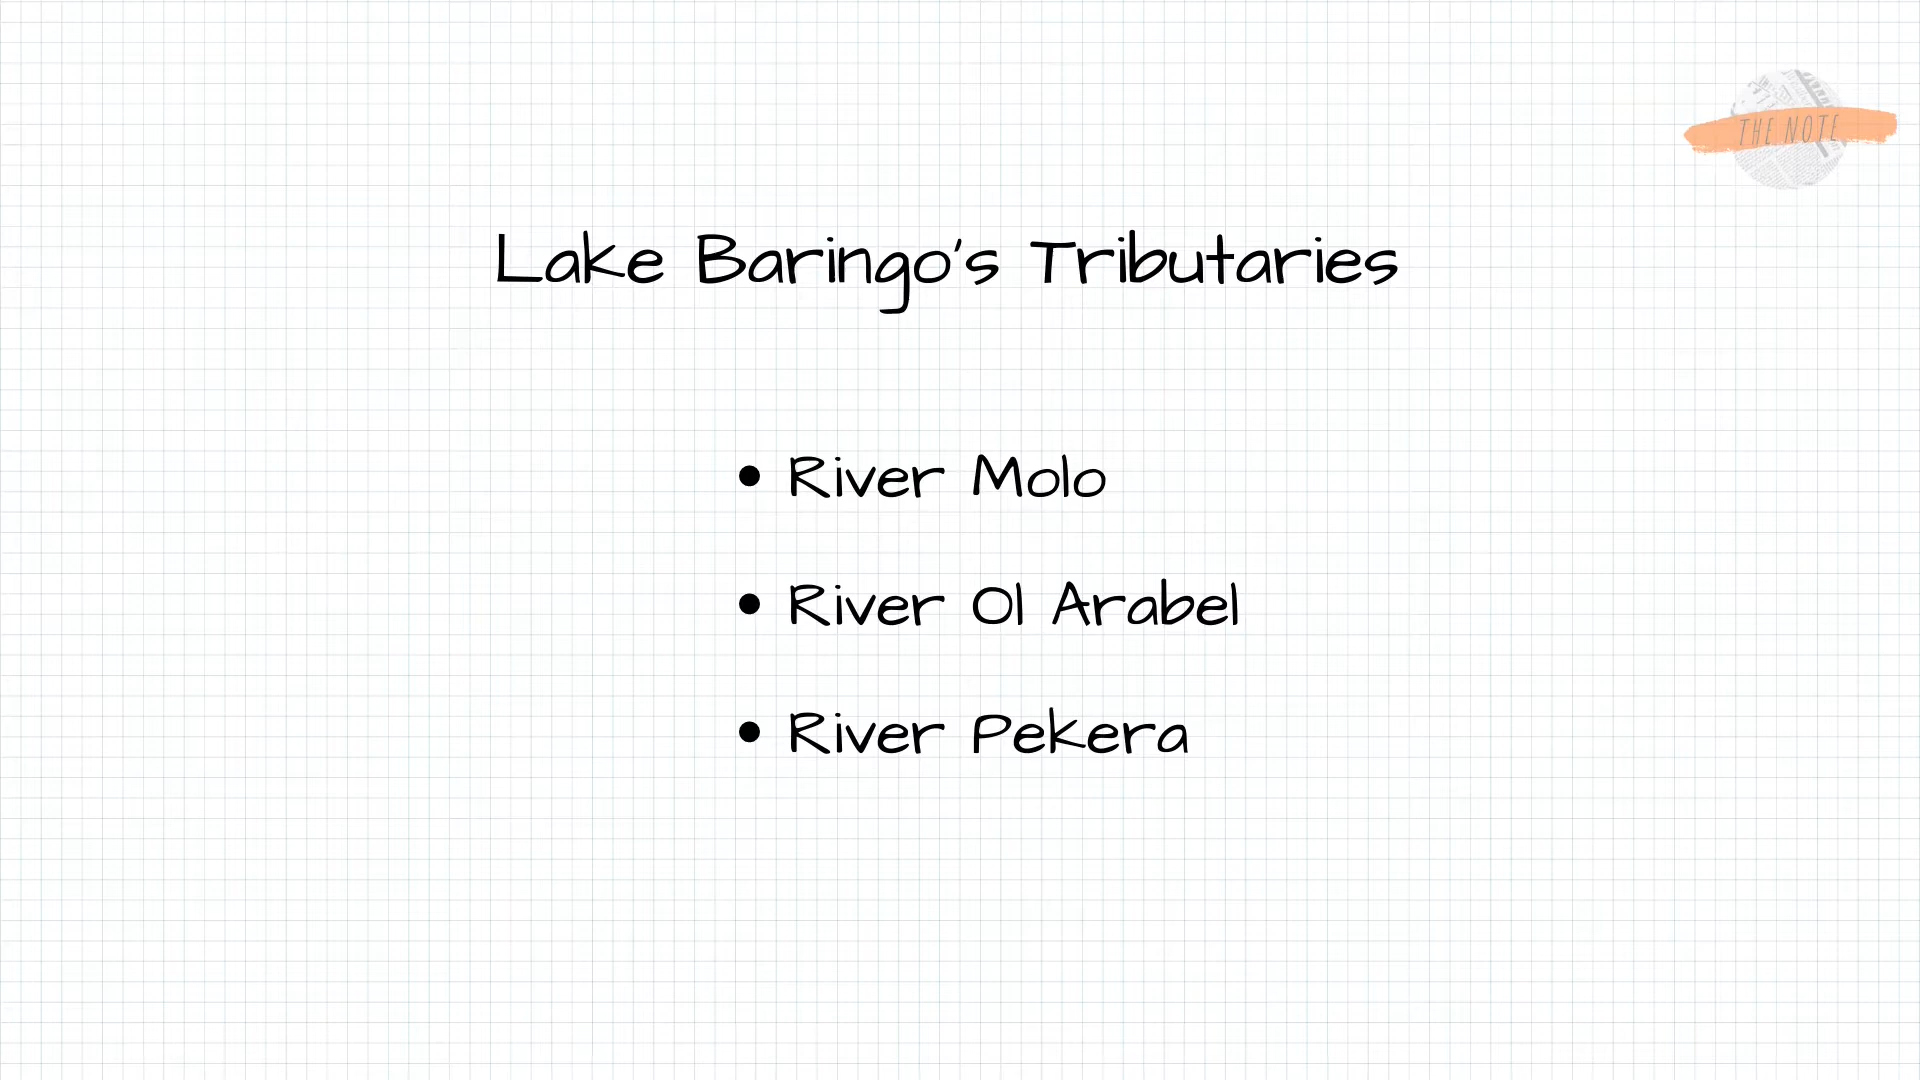 THE NOTE
Lake Baringo's Tributaries
• River Molo
• River Ol Arabel
• River Pekera